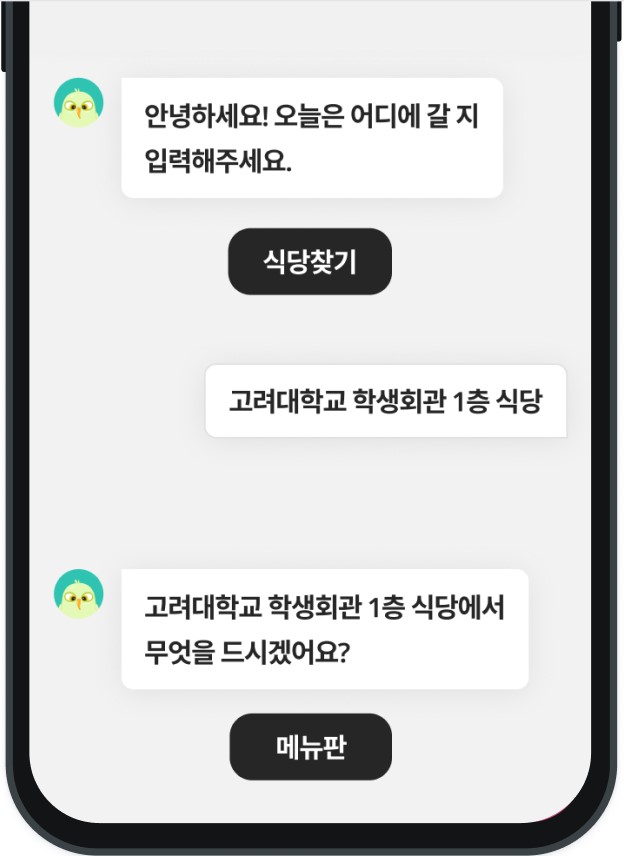 안녕하세요! 오늘은 어디에 갈 지
입력해주세요.
식당찾기
고려대학교 학생회관 1층 식당
고려대학교 학생회관 1층 식당에서
무엇을 드시겠어요?
메뉴판